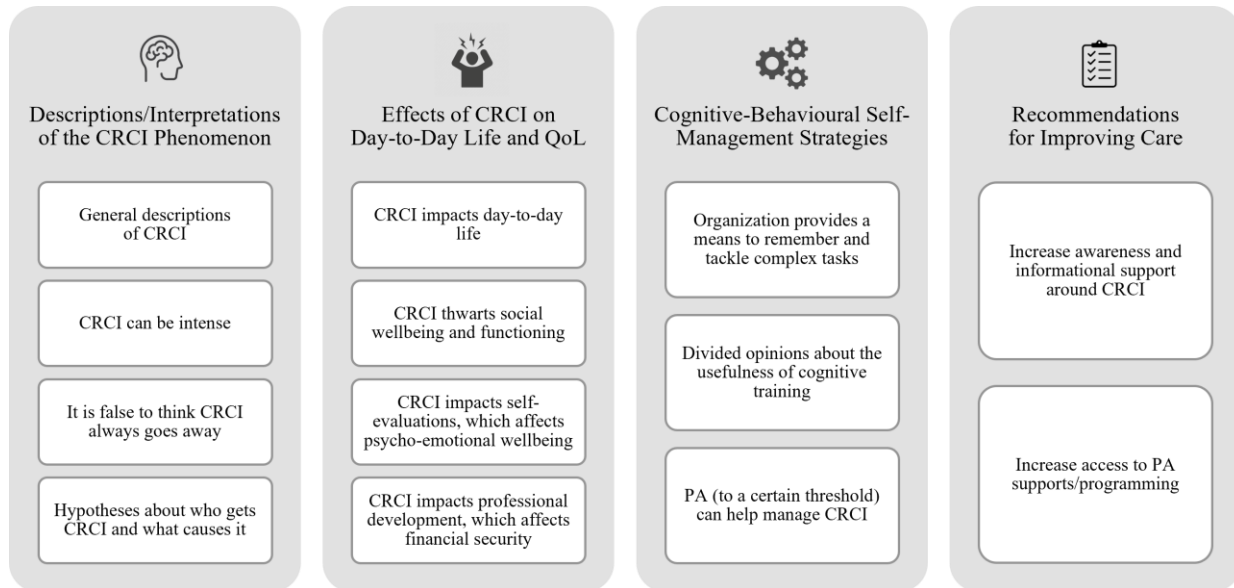 Descriptions/Interpretations
of the CRCI Phenomenon
General descriptions
of CRCI
CRCI can be intense
It is false to think CRCI
always goes away
Hypotheses about who gets
CRCI and what causes it
Effects of CRCI on
Day-to-Day Life and QoL
CRCI impacts day-to-day
life
CRCI thwarts social
wellbeing and functioning
CRCI impacts self-
evaluations, which affects
psycho-emotional wellbeing
CRCI impacts professional
development, which affects
financial security
Cognitive-Behavioural Self-
Management Strategies
Organization provides a
means to remember and
tackle complex tasks
Divided opinions about the
usefulness of cognitive
training
PA (to a certain threshold)
can help manage CRCI
Recommendations
for Improving Care
Increase awareness and
informational support
around CRCI
Increase access to PA
supports/programming